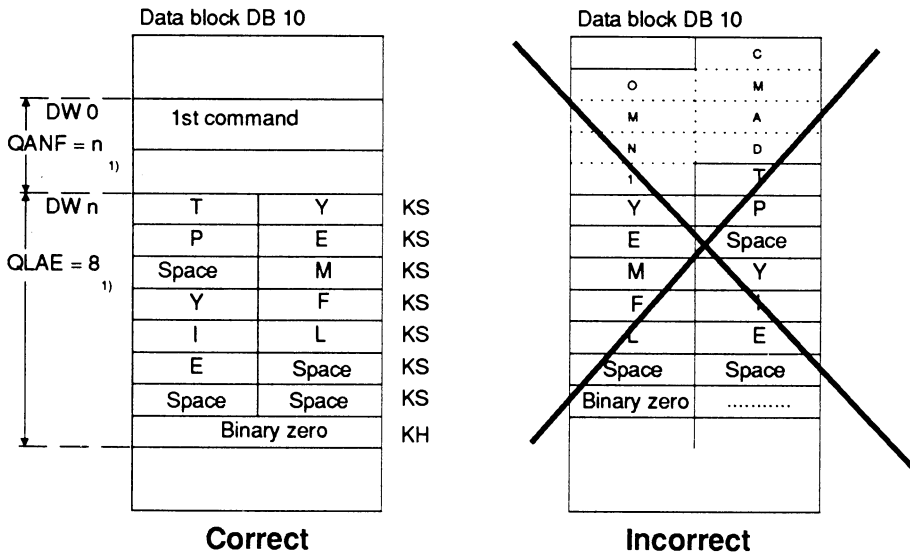 Data block DB 10
DW 0
1st command
QANF = n
1)
DW n
T Y KS
P E KS
QLAE = 8
1)
Space M KS
Y F KS
I L KS
E Space KS
Space Space KS
Binary zero KH
Correct
Data block DB 10
C
O M
M A
N D
1 T
Y P
E Space
M Y
F I
L E
Space Space
Binary zero ...........
Incorrect